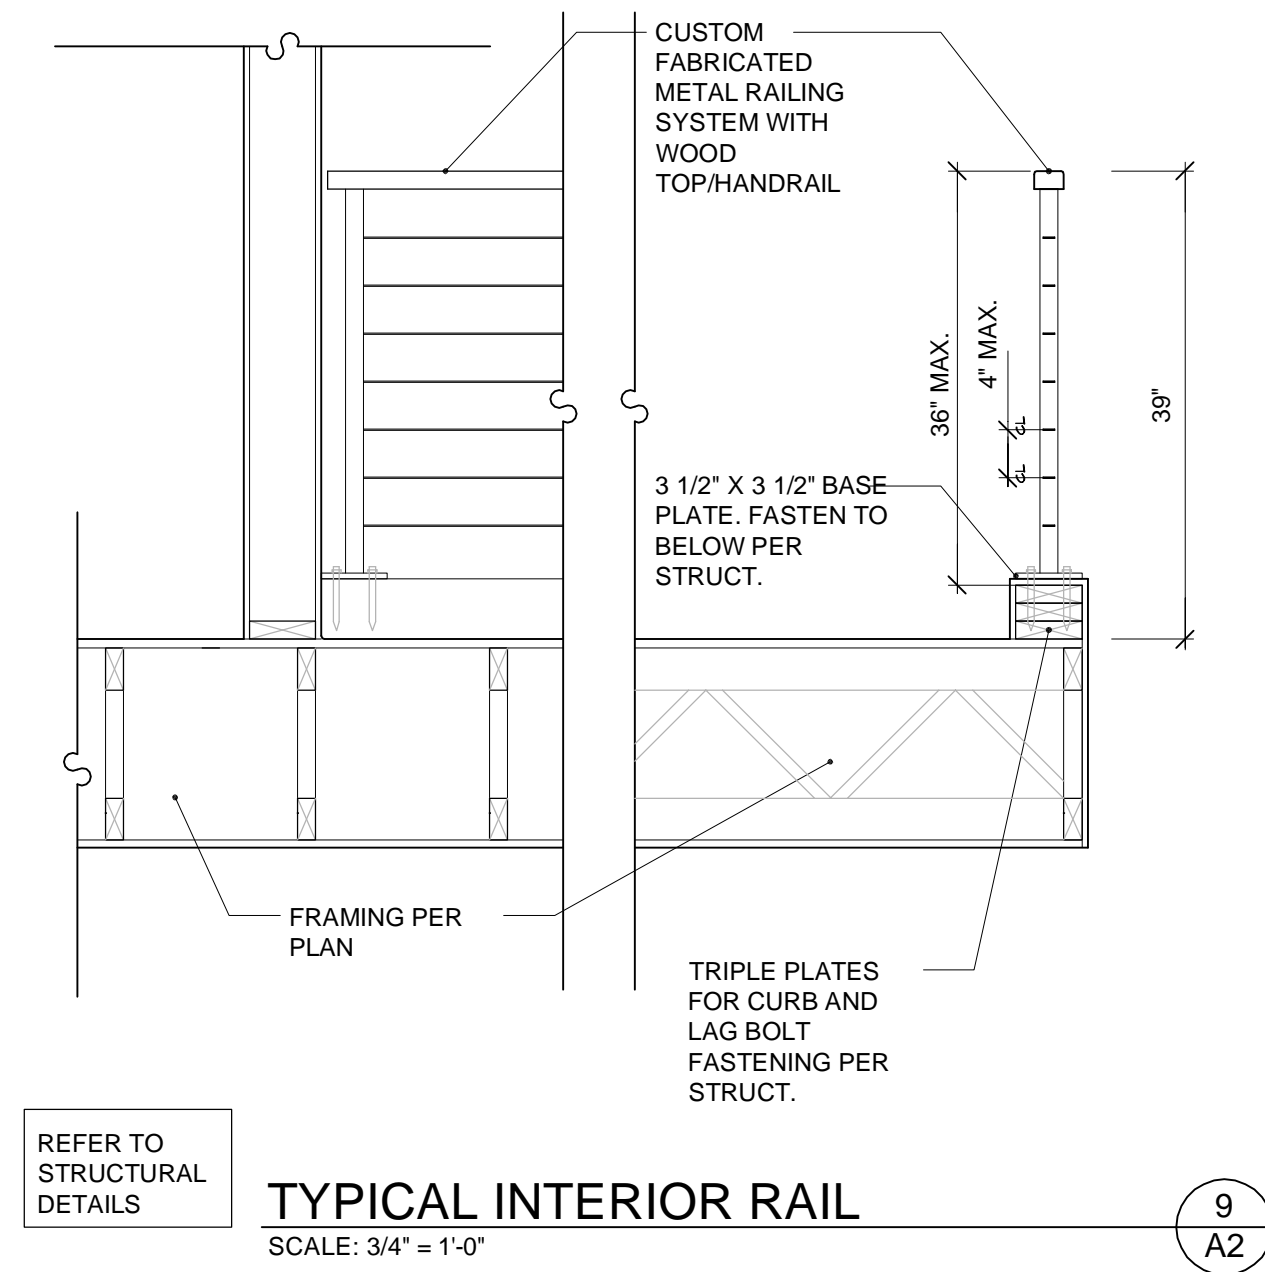 CUSTOM
FABRICATED
METAL RAILING
SYSTEM WITH
WOOD
TOP/HANDRAIL
36" MAX.
4" MAX.
39"
CL
CL
3 1/2" X 3 1/2" BASE
PLATE. FASTEN TO
BELOW PER
STRUCT.
FRAMING PER
PLAN
TRIPLE PLATES
FOR CURB AND
LAG BOLT
FASTENING PER
STRUCT.
REFER TO
STRUCTURAL
DETAILS
TYPICAL INTERIOR RAIL
SCALE: 3/4" = 1'-0"
9
A2